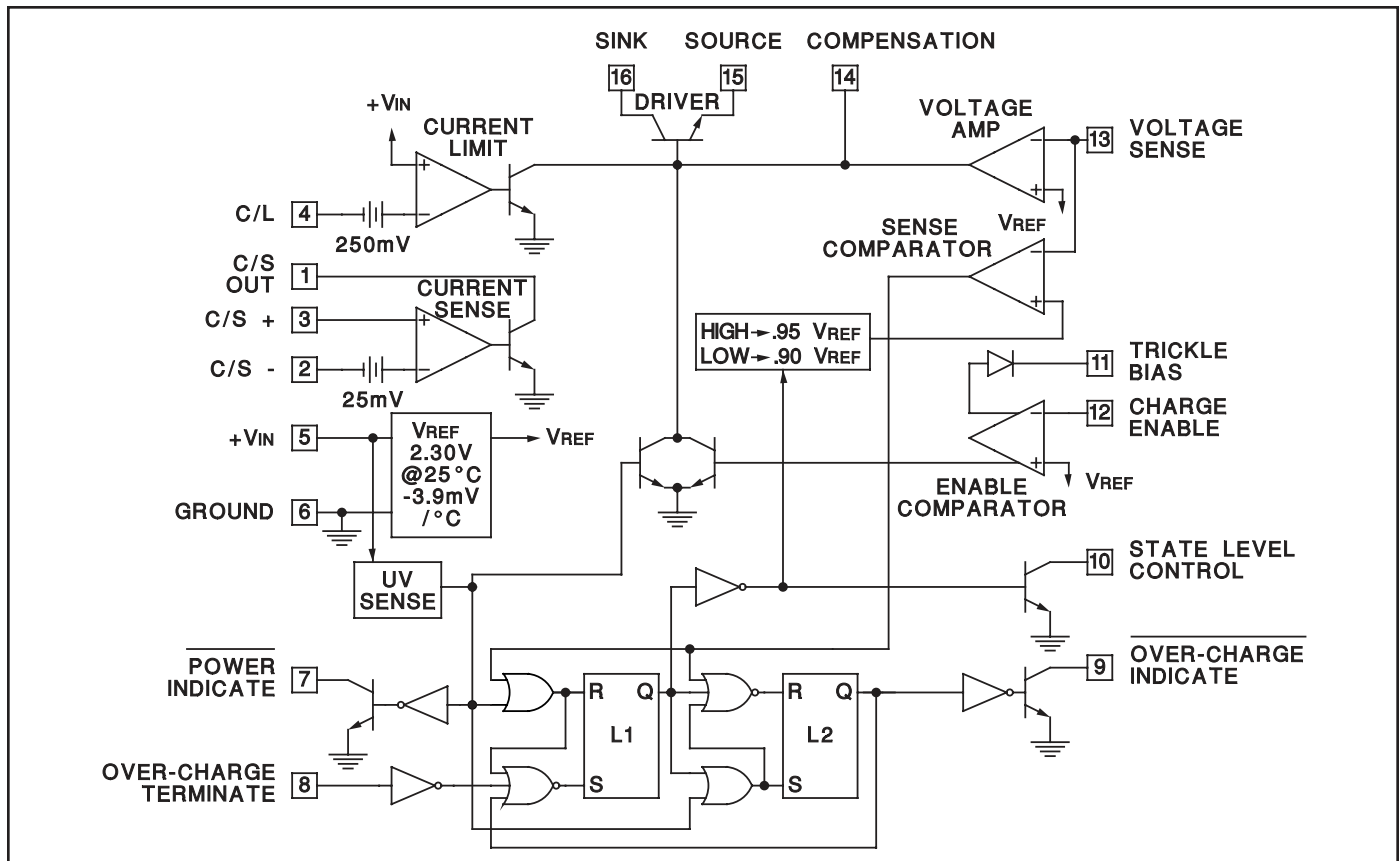 SINK SOURCE COMPENSATION
16 15 14
DRIVER
+VIN
CURRENT
LIMIT
+
−
C/L 4
250mV
VOLTAGE
AMP
−
+
13 VOLTAGE
SENSE
VREF
C/S
OUT 1
CURRENT
SENSE
C/S + 3
+
−
C/S - 2
25mV
SENSE
COMPARATOR
−
+
HIGH→.95 VREF
LOW→.90 VREF
11 TRICKLE
BIAS
12 CHARGE
ENABLE
−
+
VREF
ENABLE
COMPARATOR
+VIN 5
VREF
2.30V
@25°C
-3.9mV
/°C
VREF
GROUND 6
UV
SENSE
10 STATE LEVEL
CONTROL
POWER
INDICATE 7
9 OVER-CHARGE
INDICATE
R Q
L1
S
R Q
L2
S
OVER-CHARGE
TERMINATE 8